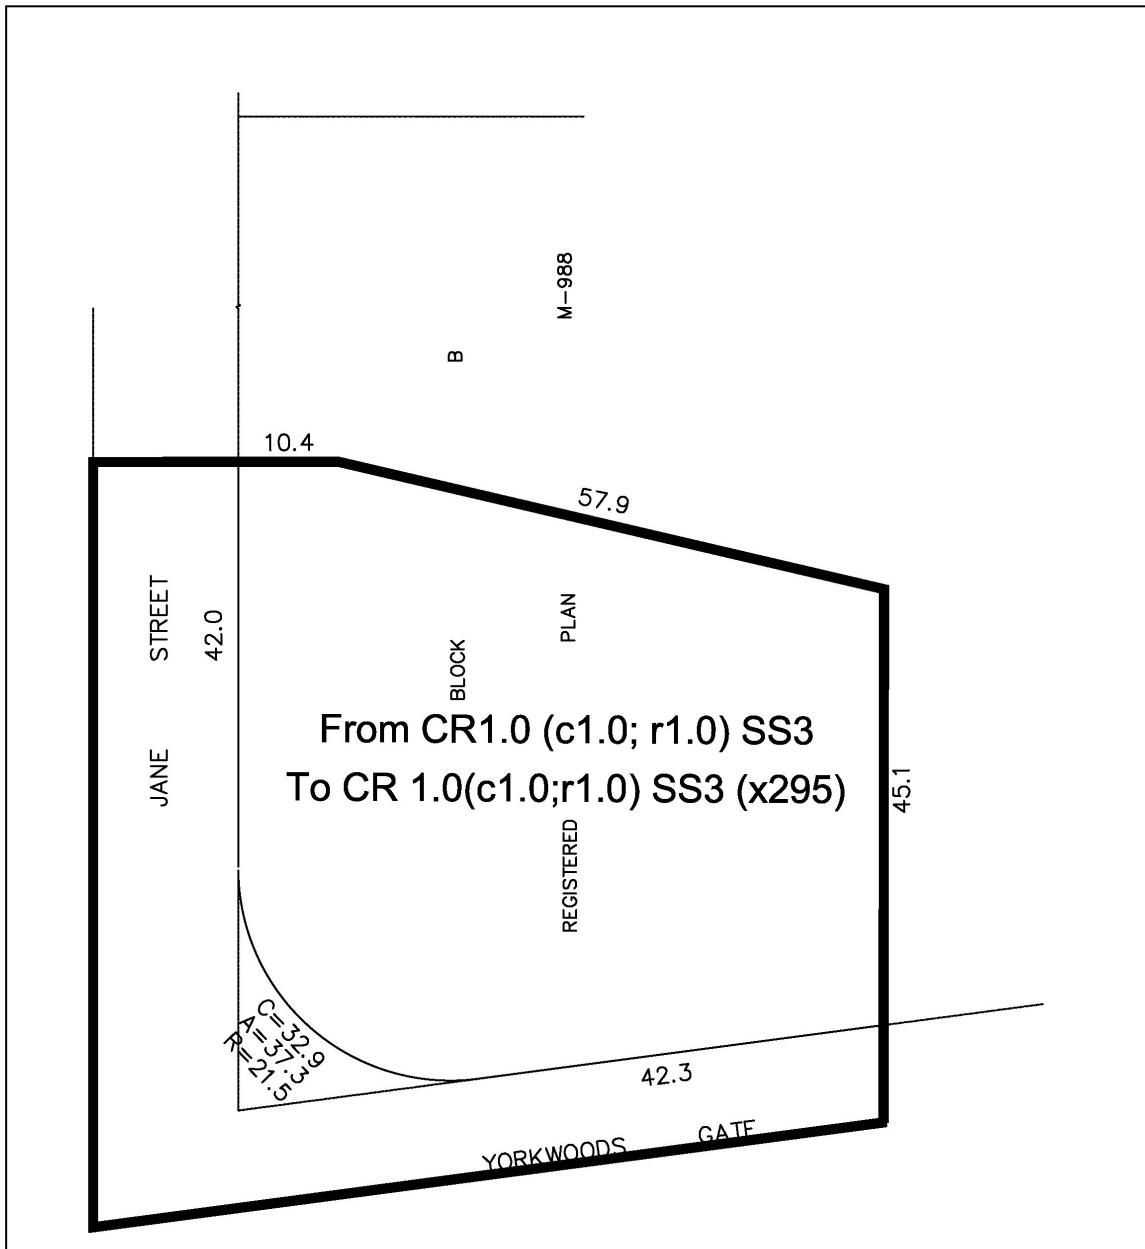 M-988
B
10.4
57.9
JANE STREET
42.0
BLOCK
PLAN
From CR1.0 (c1.0; r1.0) SS3
To CR 1.0(c1.0;r1.0) SS3 (x295)
45.1
REGISTERED
C=32.9
A=37.3
R=21.5
42.3
YORKWOODS GATE